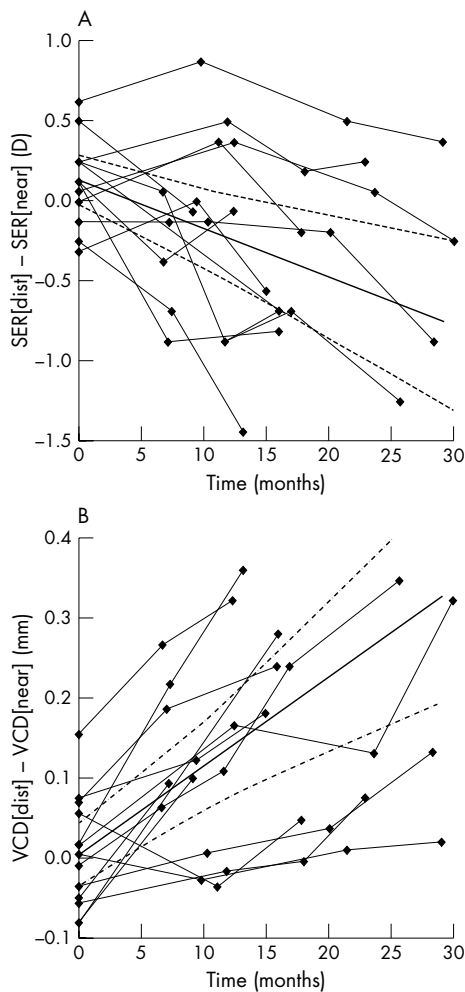 A
1.0
0.5
0.0
–0.5
–1.0
–1.5
SER[dist] – SER[near] (D)
0 5 10 15 20 25 30
Time (months)
B
0.4
0.3
0.2
0.1
0.0
–0.1
VCD[dist] – VCD[near] (mm)
0 5 10 15 20 25 30
Time (months)